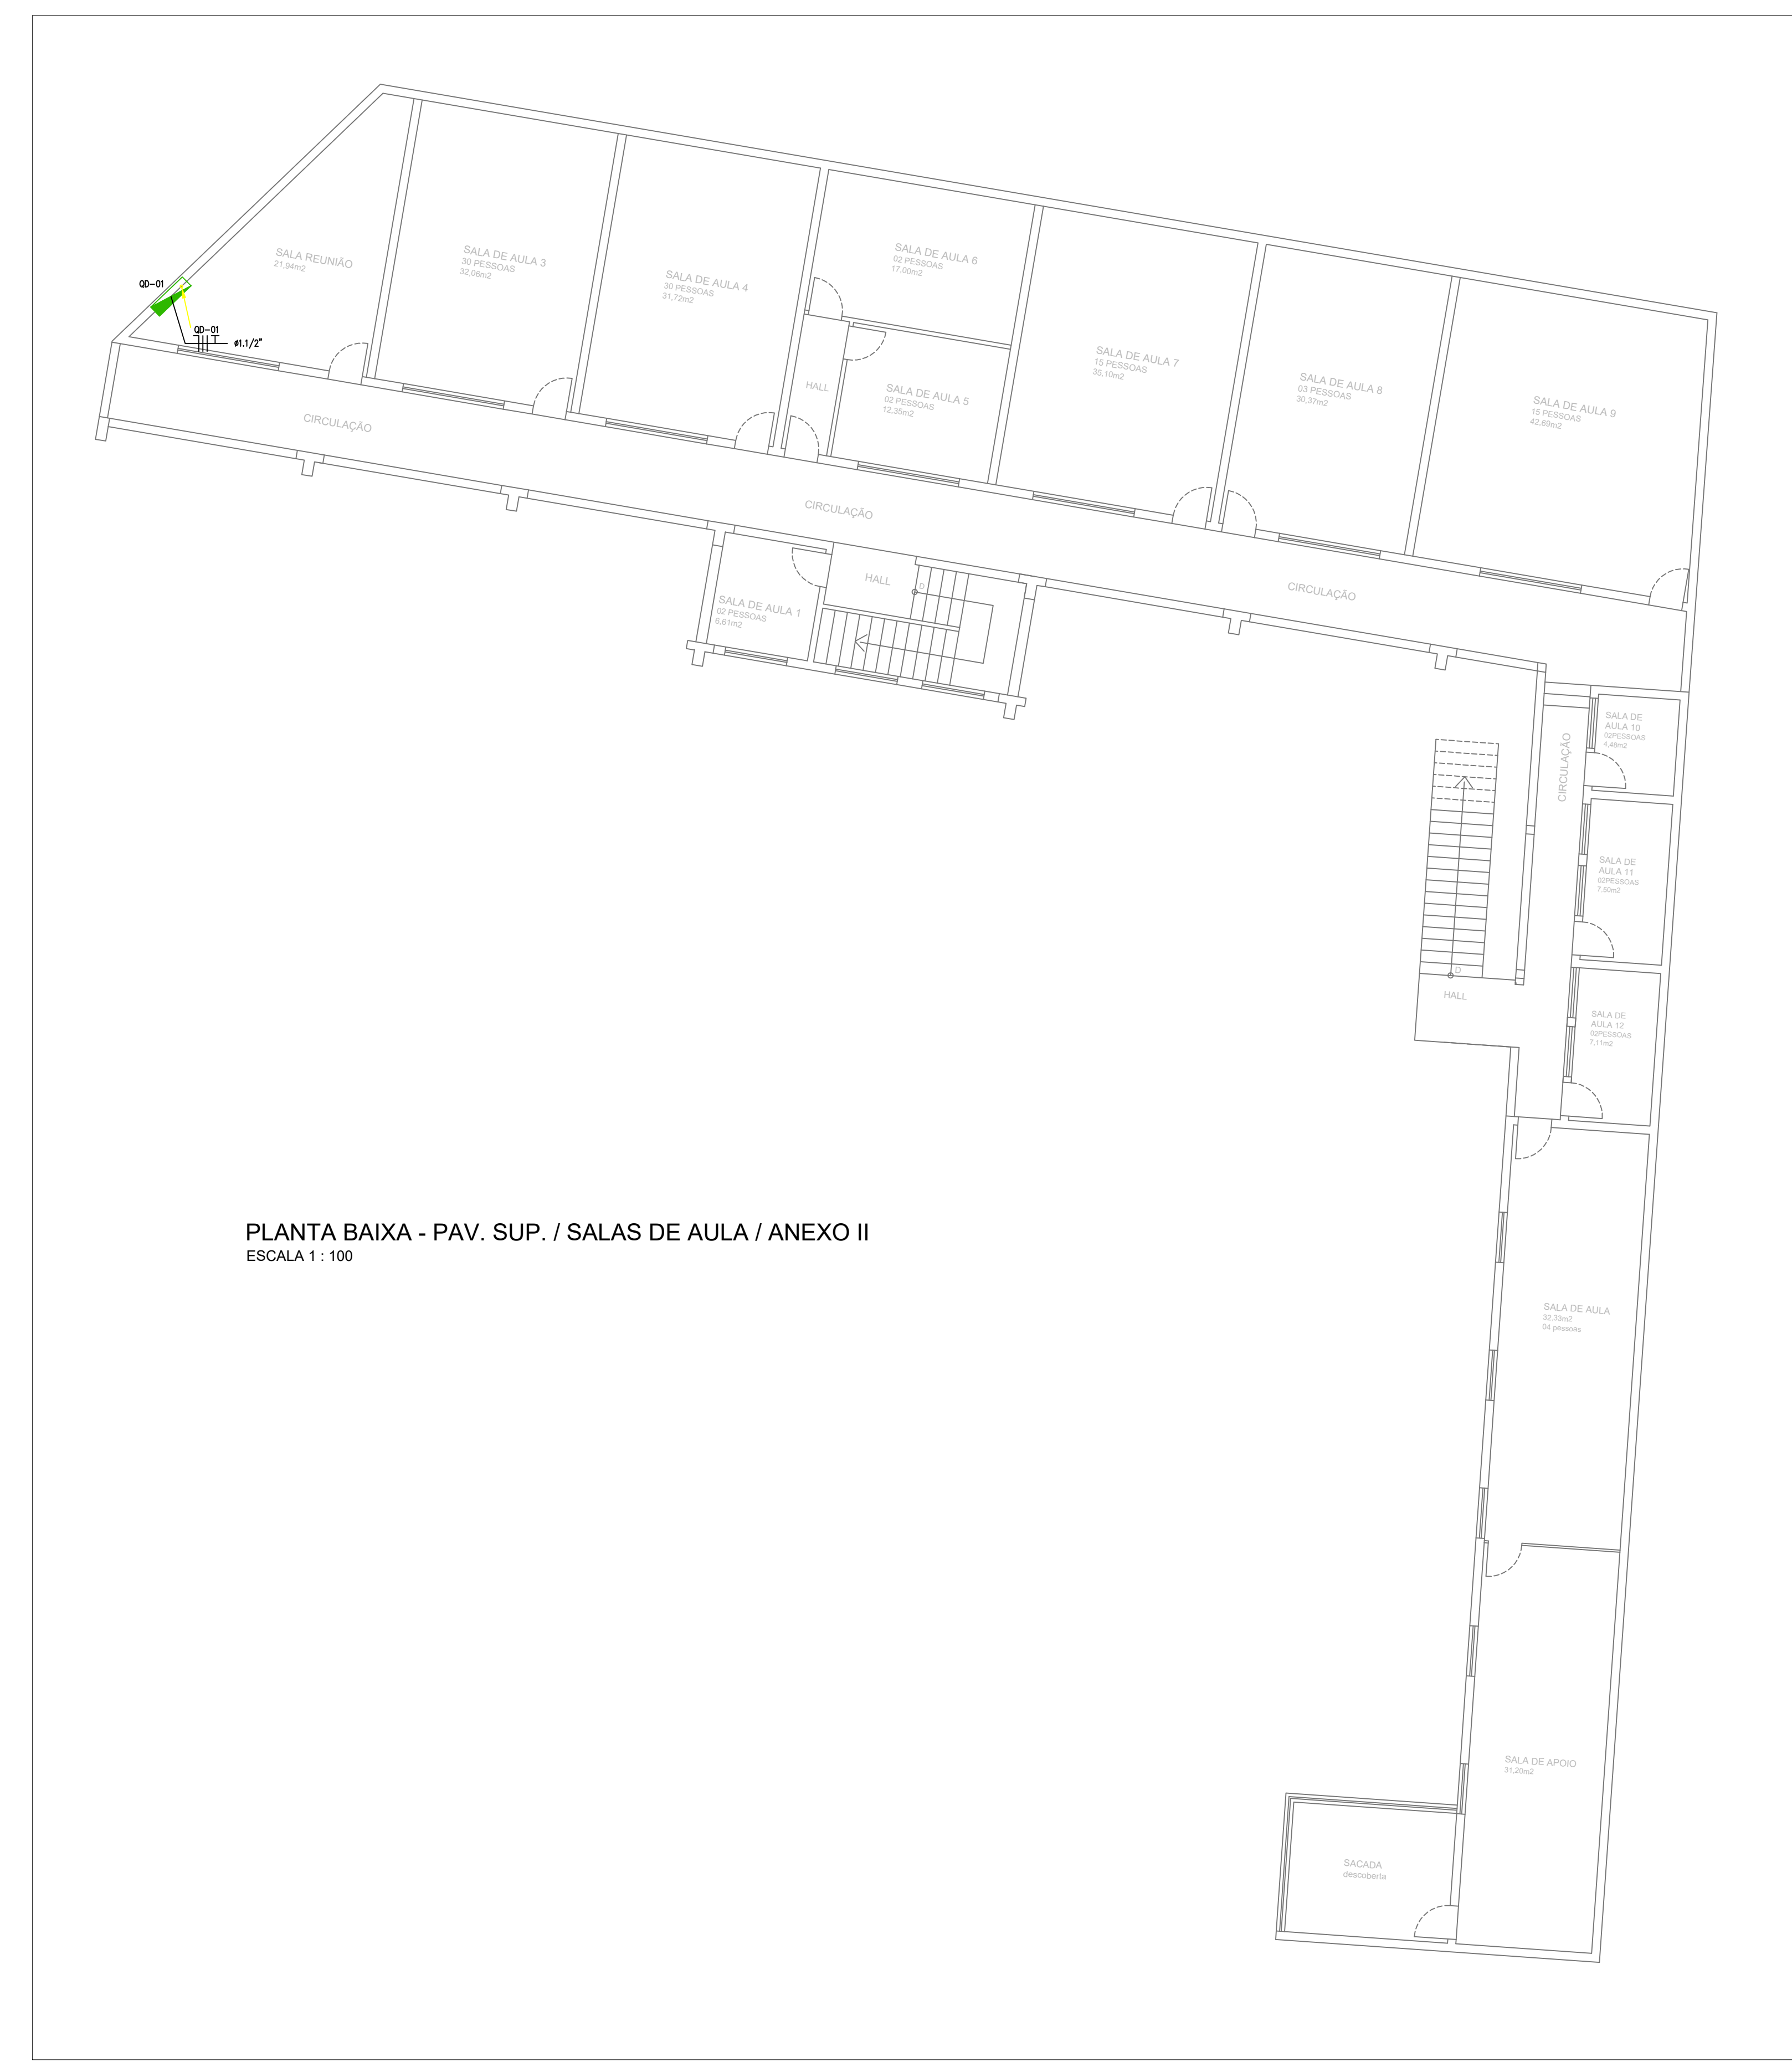 SALA REUNIÃO
21,94m2
SALA DE AULA 3
30 PESSOAS
32,06m2
SALA DE AULA 4
30 PESSOAS
31,72m2
SALA DE AULA 6
02 PESSOAS
17,00m2
SALA DE AULA 7
15 PESSOAS
35,10m2
SALA DE AULA 8
03 PESSOAS
30,37m2
SALA DE AULA 9
15 PESSOAS
42,69m2
QD-01
QD-01
ø1.1/2"
HALL
SALA DE AULA 5
02 PESSOAS
12,35m2
CIRCULAÇÃO
CIRCULAÇÃO
CIRCULAÇÃO
HALL
D
SALA DE AULA 1
02 PESSOAS
6,61m2
SALA DE
AULA 10
02PESSOAS
4,48m2
CIRCULAÇÃO
SALA DE
AULA 11
02PESSOAS
7,50m2
D
HALL
SALA DE
AULA 12
02PESSOAS
7,11m2
PLANTA BAIXA - PAV. SUP. / SALAS DE AULA / ANEXO II
ESCALA 1 : 100
SALA DE AULA
32,33m2
04 pessoas
SALA DE APOIO
31,20m2
SACADA
descoberta